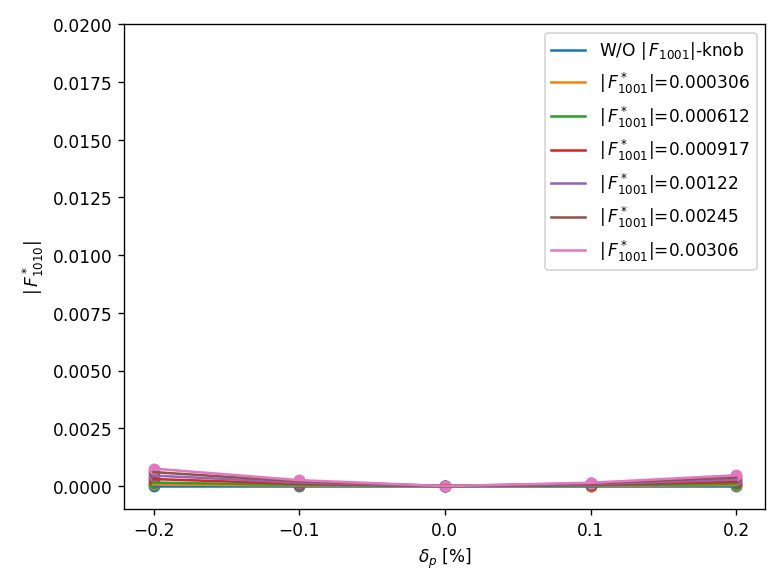 0.0200
0.0175
0.0150
0.0125
0.0100
0.0075
0.0050
0.0025
0.0000
|F*1010|
−0.2
−0.1
0.0
0.1
0.2
δp [%]
W/O |F1001|-knob
|F*1001|=0.000306
|F*1001|=0.000612
|F*1001|=0.000917
|F*1001|=0.00122
|F*1001|=0.00245
|F*1001|=0.00306